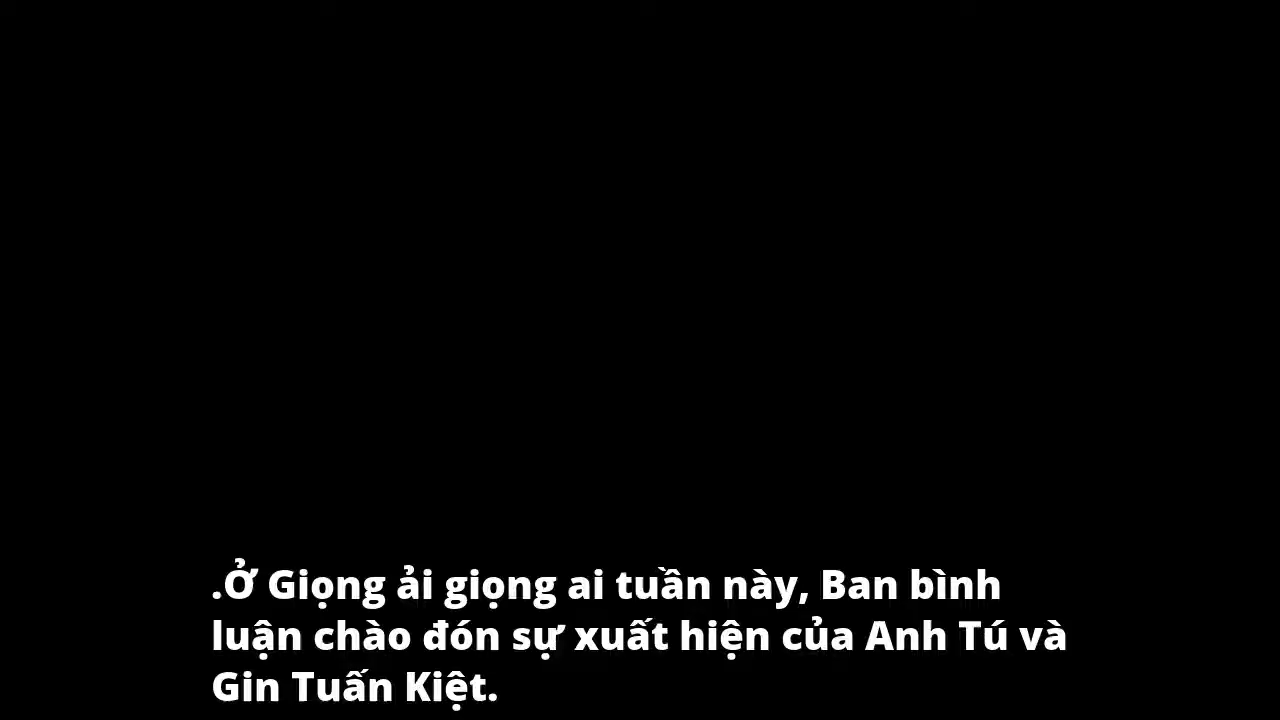 .Ở Giọng ải giọng ai tuần này, Ban bình
luận chào đón sự xuất hiện của Anh Tú và
Gin Tuấn Kiệt.